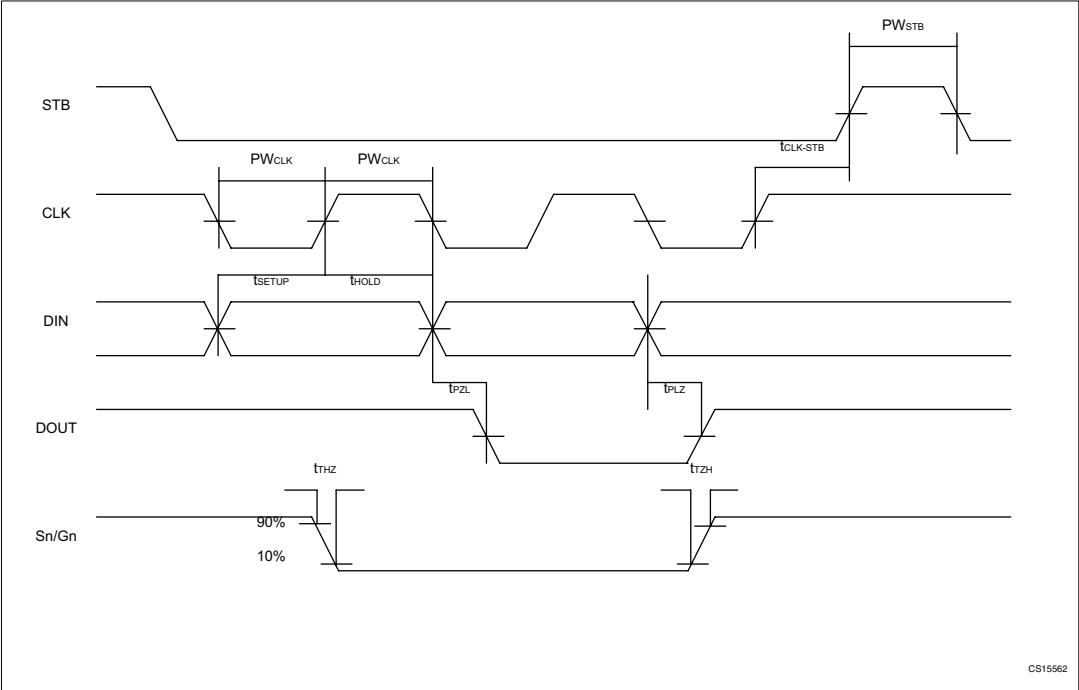 PWSTB
STB
tCLK-STB
PWCLK PWCLK
CLK
tSETUP tHOLD
DIN
tPZL tPLZ
DOUT
tTHZ tTZH
90%
Sn/Gn
10%
CS15562